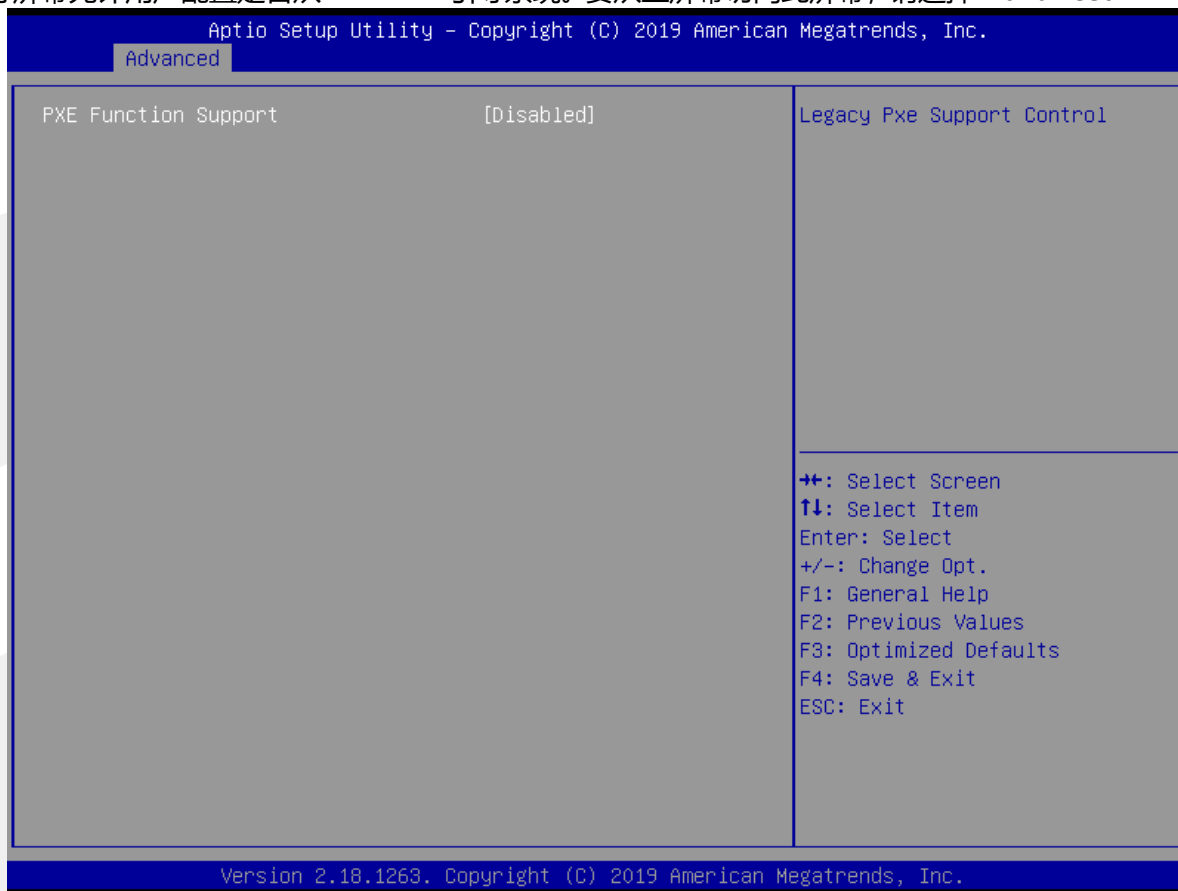 Aptio Setup Utility – Copyright (C) 2019 American Megatrends, Inc.
Advanced
PXE Function Support [Disabled]
Legacy Pxe Support Control
→←: Select Screen
↑↓: Select Item
Enter: Select
+/-: Change Opt.
F1: General Help
F2: Previous Values
F3: Optimized Defaults
F4: Save & Exit
ESC: Exit
Version 2.18.1263. Copyright (C) 2019 American Megatrends, Inc.